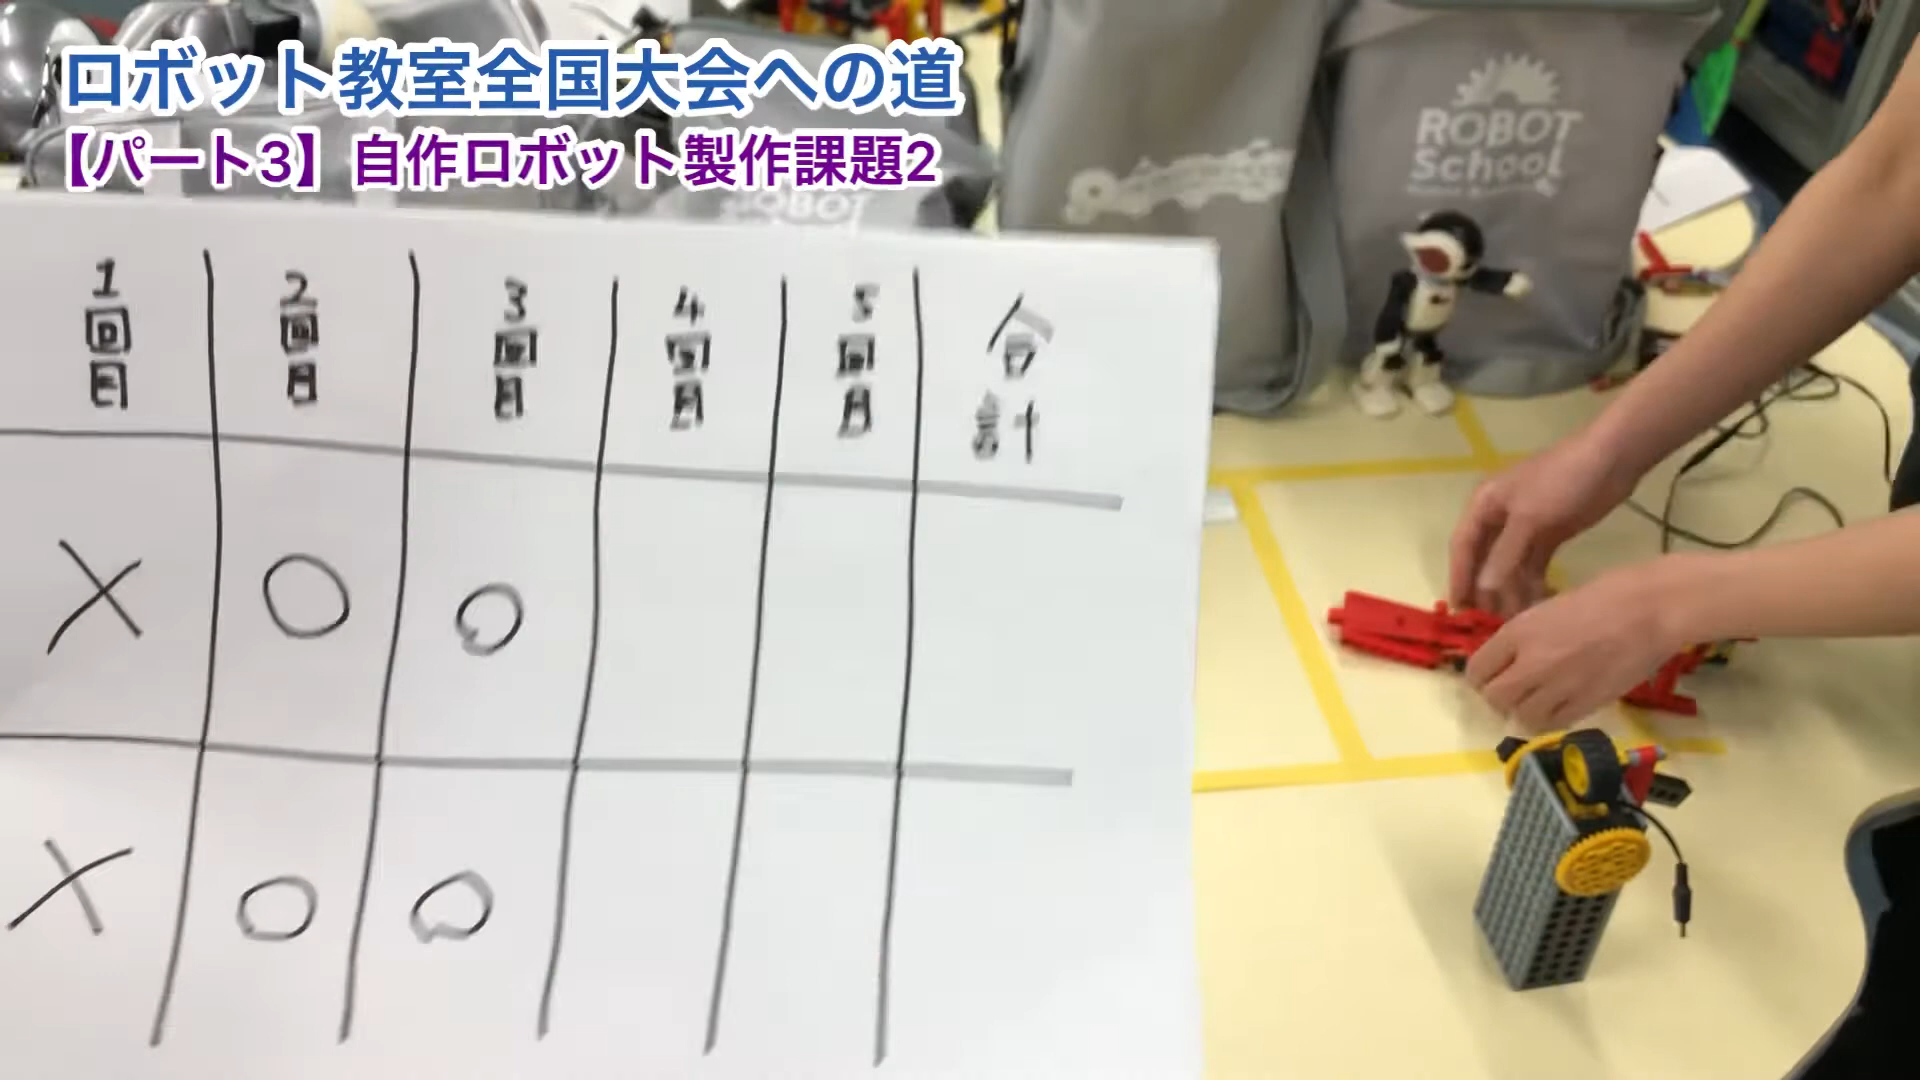 ロボット教室全国大会への道
【パート3】自作ロボット製作課題2
ROBOT
School
ROBOT
1回目 2回目 3回目 4回目 5回目 合計
× ○ ○
× ○ ○